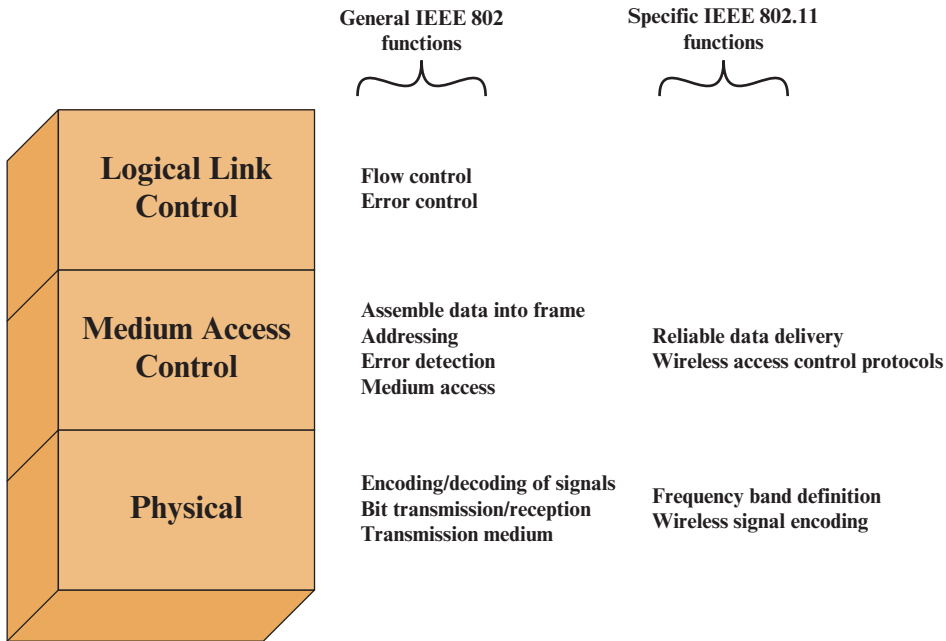 General IEEE 802
functions
Specific IEEE 802.11
functions
Logical Link
Control
Flow control
Error control
Medium Access
Control
Assemble data into frame
Addressing
Error detection
Medium access
Reliable data delivery
Wireless access control protocols
Physical
Encoding/decoding of signals
Bit transmission/reception
Transmission medium
Frequency band definition
Wireless signal encoding